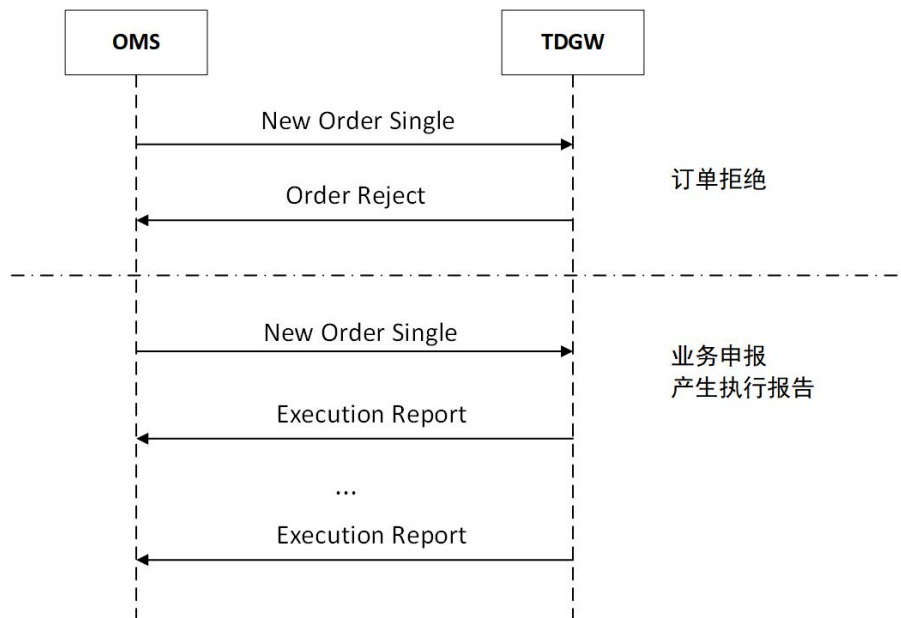 OMS
TDGW
New Order Single
Order Reject
订单拒绝
New Order Single
业务申报
产生执行报告
Execution Report
...
Execution Report